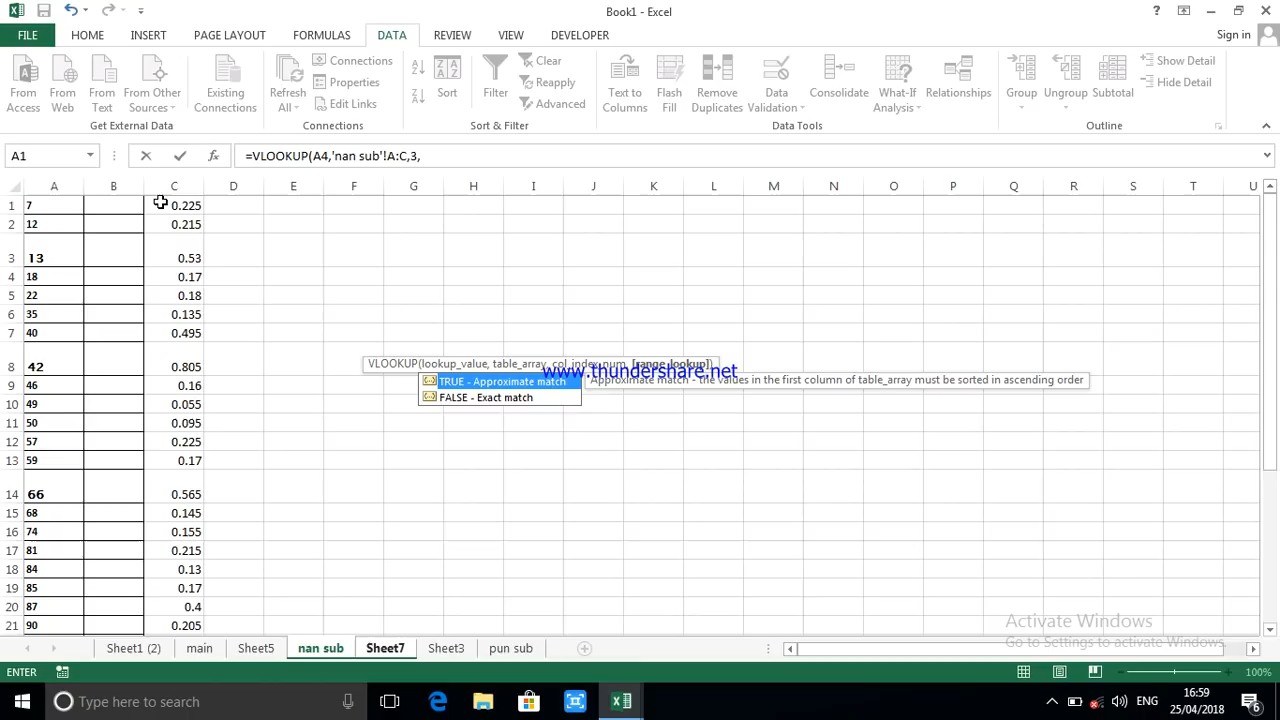 Book1 - Excel
?
FILE HOME INSERT PAGE LAYOUT FORMULAS DATA REVIEW VIEW DEVELOPER Sign in
From Access From Web From Text From Other Sources Existing Connections Refresh All Connections Properties Edit Links Sort Filter Clear Reapply Advanced Text to Columns Flash Fill Remove Duplicates Data Validation Consolidate What-If Analysis Relationships Group Ungroup Subtotal Show Detail Hide Detail
Get External Data Connections Sort & Filter Data Tools Outline
A1 fx =VLOOKUP(A4,'nan sub'!A:C,3,
A B C D E F G H I J K L M N O P Q R S T U
1 7 0.225
2 12 0.215
3 13 0.53
4 18 0.17
5 22 0.18
6 35 0.135
7 40 0.495
8 42 0.805
VLOOKUP(lookup_value, table_array, col_index_num, [range_lookup])
www.thundershare.net
TRUE - Approximate match Approximate match - the values in the first column of table_array must be sorted in ascending order
FALSE - Exact match
9 46 0.16
10 49 0.055
11 50 0.095
12 57 0.225
13 59 0.17
14 66 0.565
15 68 0.145
16 74 0.155
17 81 0.215
18 84 0.13
19 85 0.17
20 87 0.4
21 90 0.205
Activate Windows
Go to Settings to activate Windows.
Sheet1 (2) main Sheet5 nan sub Sheet7 Sheet3 pun sub
ENTER 100%
Type here to search ENG 16:59
25/04/2018 6